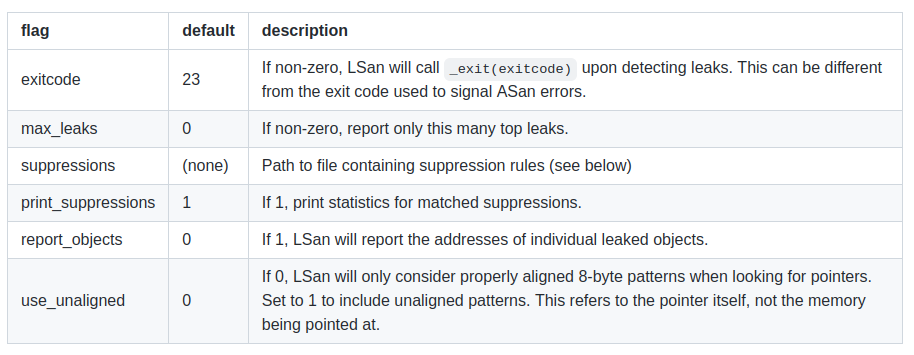 flag default description
exitcode 23 If non-zero, LSan will call _exit(exitcode) upon detecting leaks. This can be different
from the exit code used to signal ASan errors.
max_leaks 0 If non-zero, report only this many top leaks.
suppressions (none) Path to file containing suppression rules (see below)
print_suppressions 1 If 1, print statistics for matched suppressions.
report_objects 0 If 1, LSan will report the addresses of individual leaked objects.
use_unaligned 0 If 0, LSan will only consider properly aligned 8-byte patterns when looking for pointers.
Set to 1 to include unaligned patterns. This refers to the pointer itself, not the memory
being pointed at.